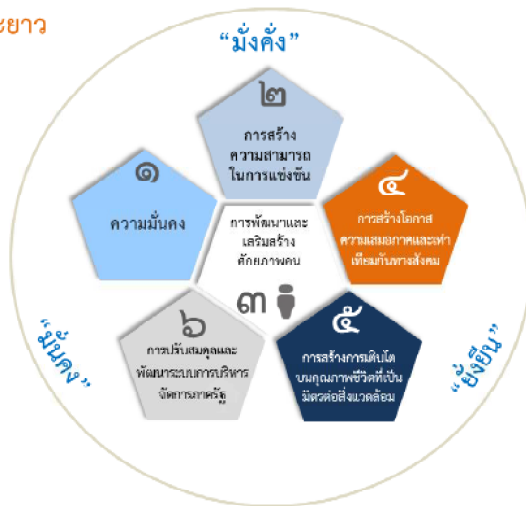 ะยาว
“มั่งคั่ง”
๒
การสร้าง
ความสามารถ
ในการแข่งขัน
๑
ความมั่นคง
๔
การสร้างโอกาส
ความเสมอภาคและเท่า
เทียมกันทางสังคม
การพัฒนาและ
เสริมสร้าง
ศักยภาพคน
๓
๖
การปรับสมดุลและ
พัฒนาระบบการบริหาร
จัดการภาครัฐ
๕
การสร้างการเติบโต
บนคุณภาพชีวิตที่เป็น
มิตรต่อสิ่งแวดล้อม
“มั่นคง”
“ยั่งยืน”